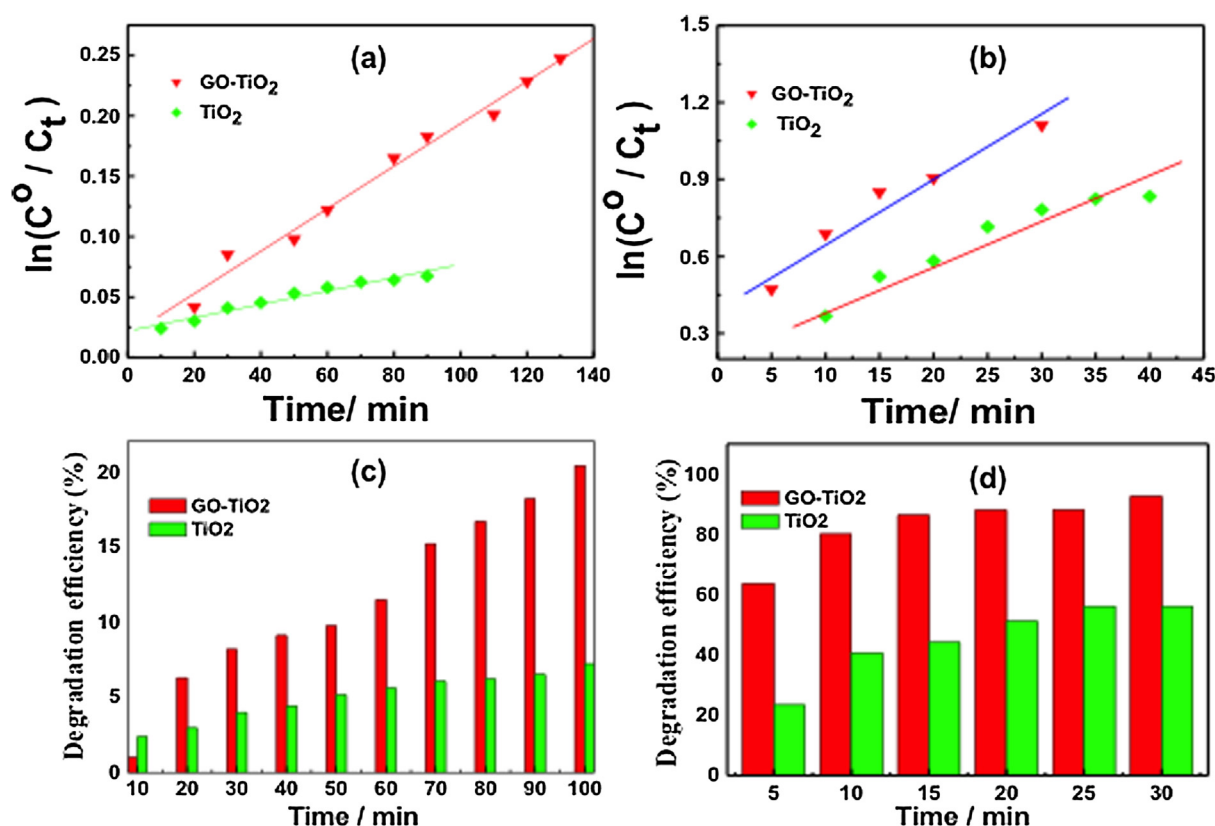 (a)
GO-TiO2
TiO2
ln(C° / Ct)
0.25
0.20
0.15
0.10
0.05
0.00
0 20 40 60 80 100 120 140
Time/ min
(b)
GO-TiO2
TiO2
ln(C° / Ct)
1.5
1.2
0.9
0.6
0.3
0 5 10 15 20 25 30 35 40 45
Time/ min
(c)
GO-TiO2
TiO2
Degradation efficiency (%)
20
15
10
5
0
10 20 30 40 50 60 70 80 90 100
Time / min
(d)
GO-TiO2
TiO2
Degradation efficiency (%)
100
80
60
40
20
0
5 10 15 20 25 30
Time / min